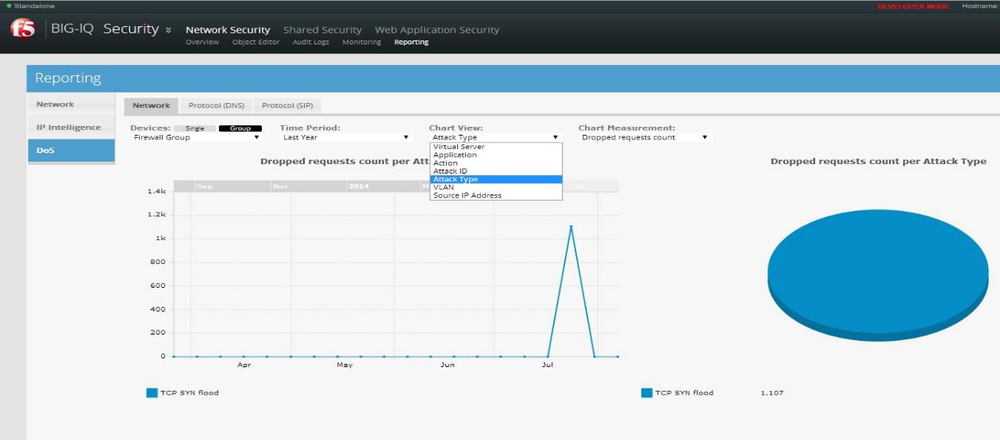 Standalone DEVELOPER MODE Hostname:
f5 BIG-IQ Security Network Security Shared Security Web Application Security
Overview Object Editor Audit Logs Monitoring Reporting
Reporting
Network
IP Intelligence
DoS
Network Protocol (DNS) Protocol (SIP)
Devices: Single Group Time Period: Chart View: Chart Measurement:
Firewall Group Last Year Attack Type Dropped requests count
Virtual Server
Application
Action
Attack ID
Attack Type
VLAN
Source IP Address
Dropped requests count per Att
Dropped requests count per Attack Type
Sep Nov 2014 M Jul
1.4k
1.2k
1k
800
600
400
200
0
Apr May Jun Jul
TCP SYN flood
TCP SYN flood 1,107